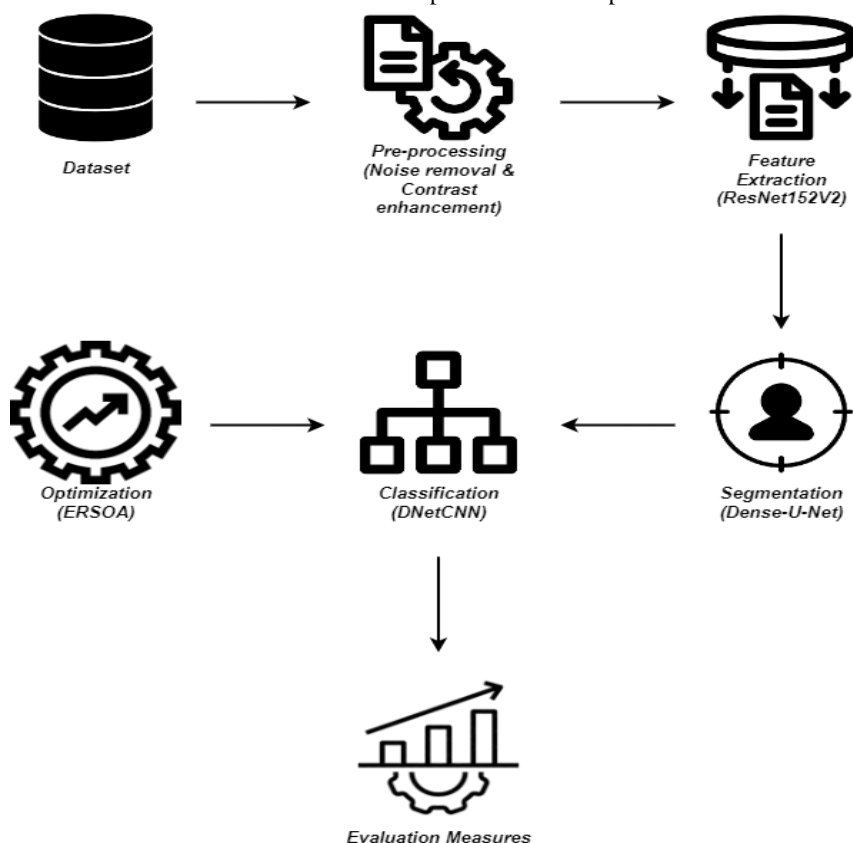 Dataset
Pre-processing
(Noise removal &
Contrast
enhancement)
Feature
Extraction
(ResNet152V2)
Optimization
(ERSOA)
Classification
(DNetCNN)
Segmentation
(Dense-U-Net)
Evaluation Measures